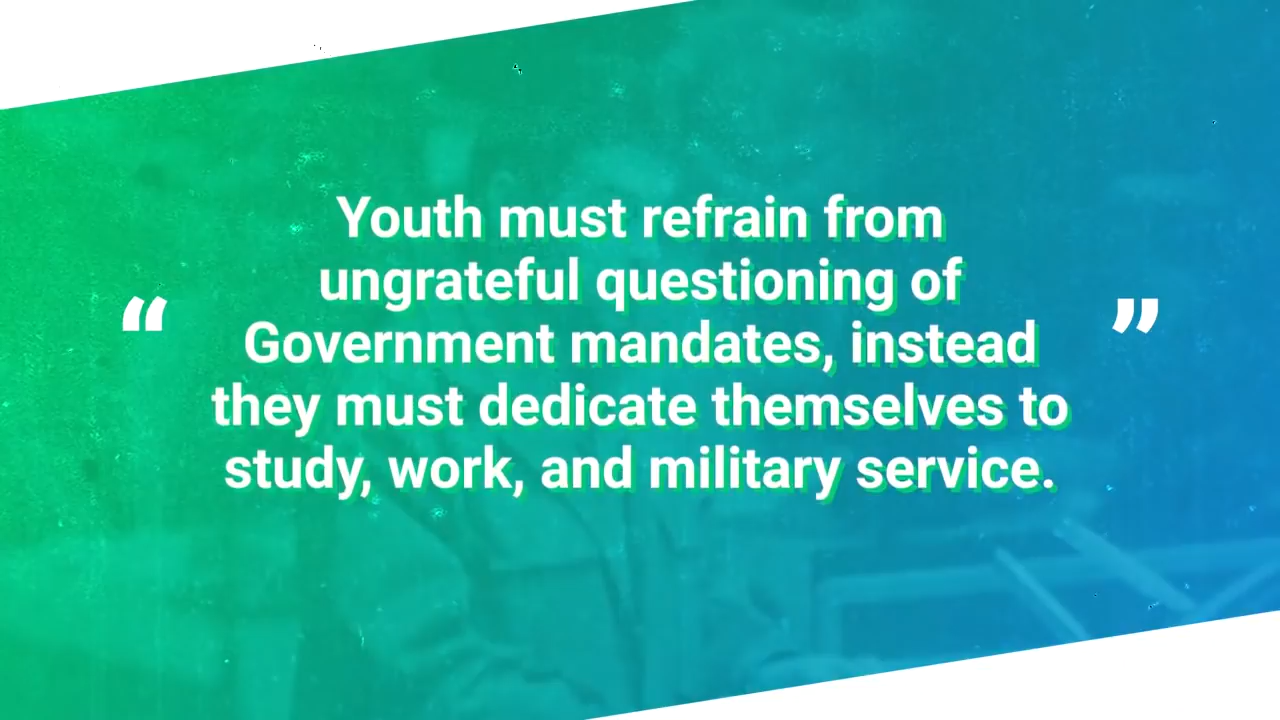 Youth must refrain from
ungrateful questioning of
“Government mandates, instead”
they must dedicate themselves to
study, work, and military service.